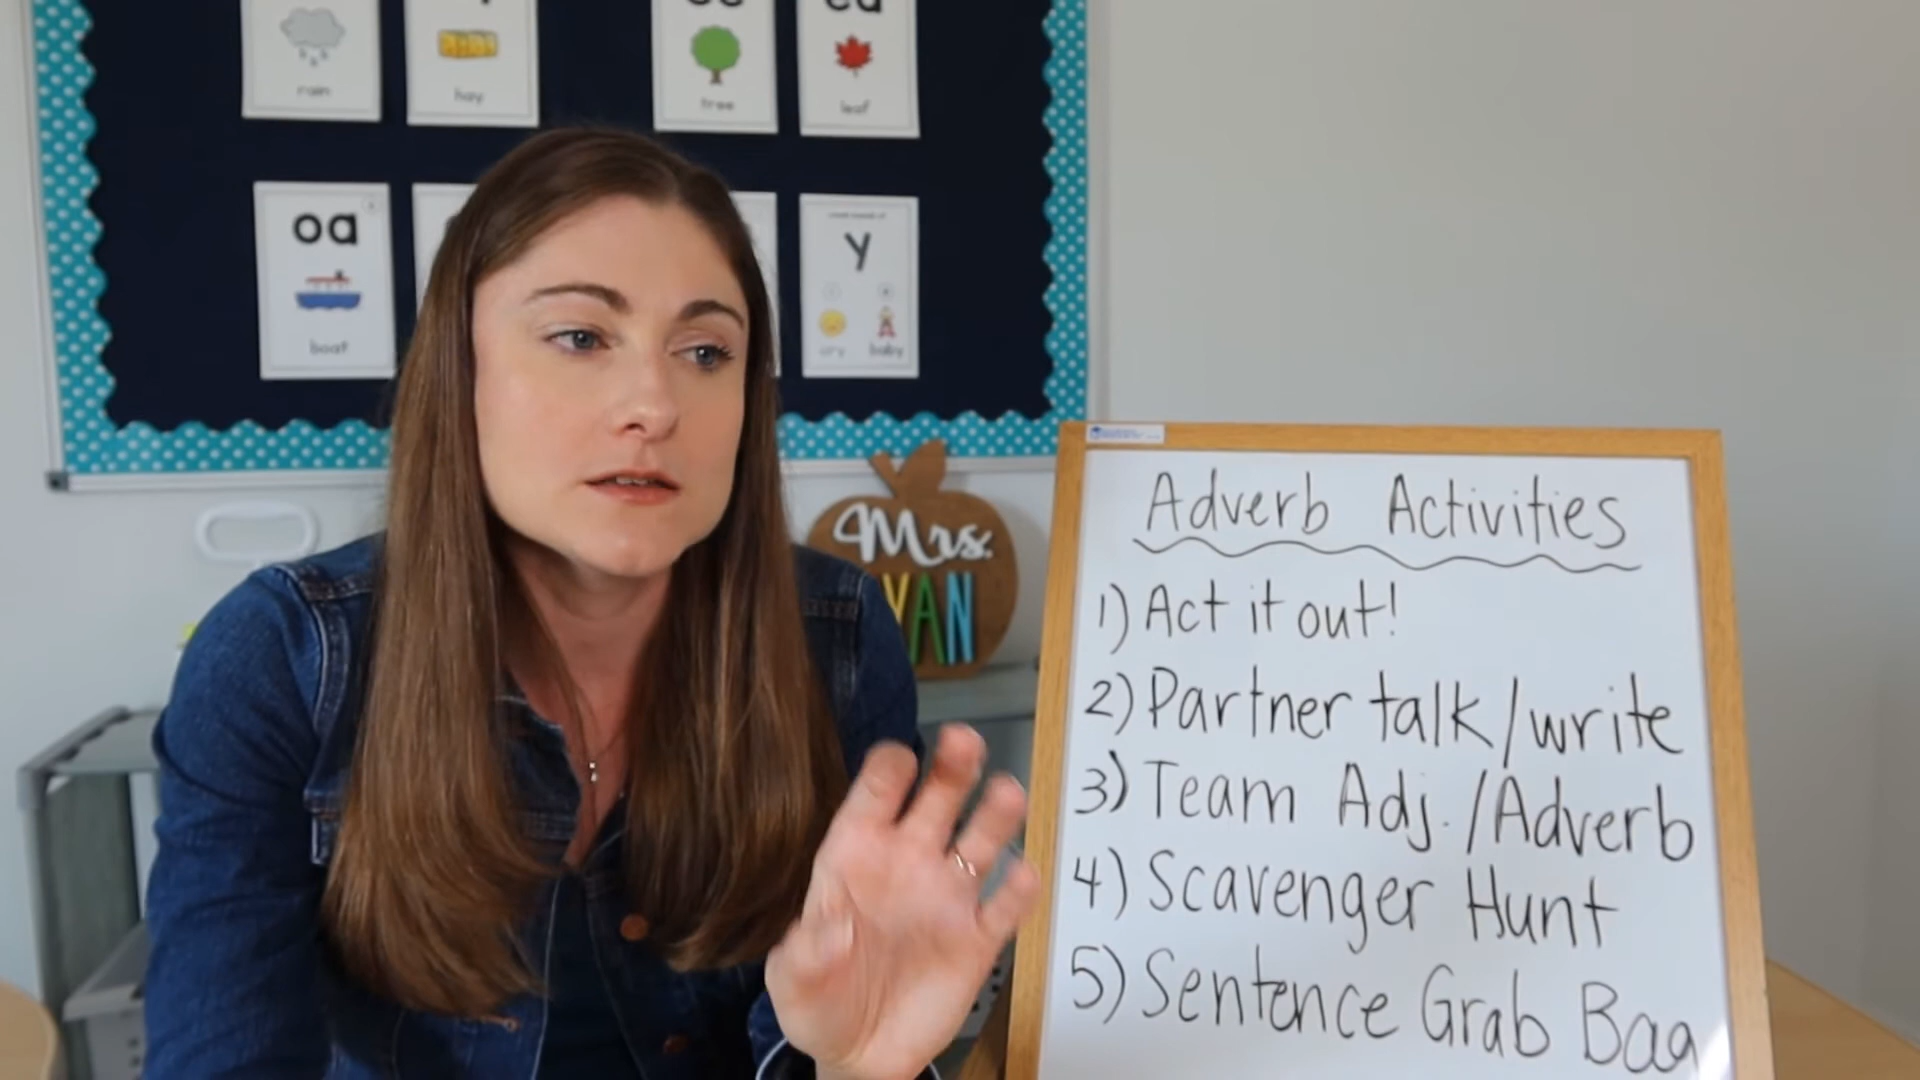 rain
hay
tree
leaf
oa
boat
y
cry
baby
Mrs.
Adverb Activities
1) Act it out!
2) Partner talk/write
3) Team Adj./Adverb
4) Scavenger Hunt
5) Sentence Grab Bag